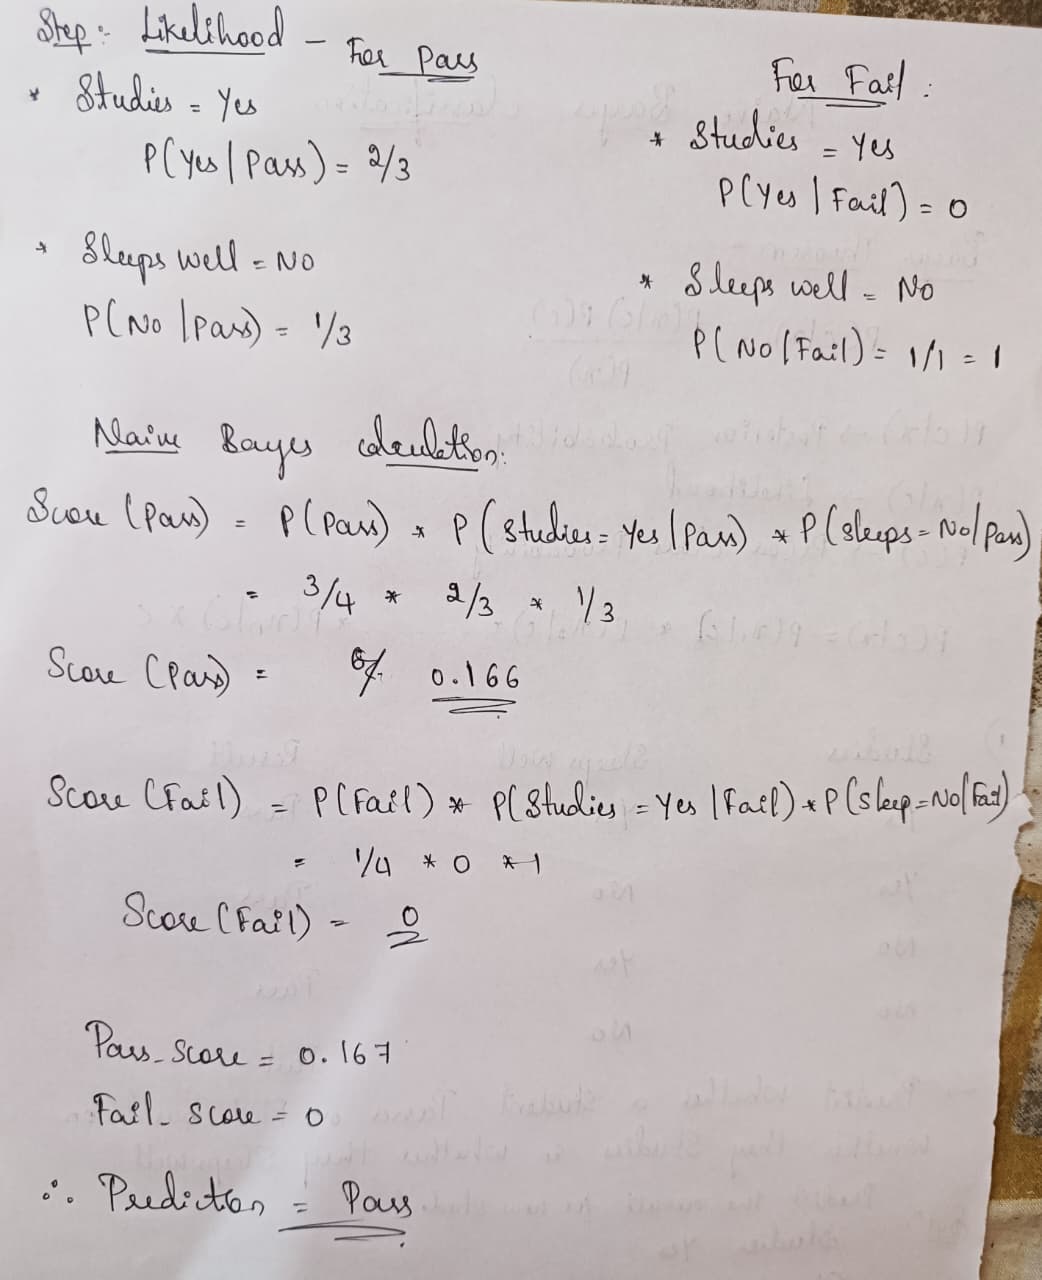 Step:- Likelihood - For Pass
* Studies = Yes
P(Yes | Pass) = 2/3
* Sleeps well = NO
P(No | Pass) = 1/3
For Fail :
* Studies = Yes
P(Yes | Fail) = 0
* Sleeps well = No
P( No | Fail) = 1/1 = 1
Naive Bayes calculation:
Score (Pass) = P(Pass) * P(Studies = Yes | Pass) * P(sleeps = No | Pass)
= 3/4 * 2/3 * 1/3
Score (Pass) = 0.166
Score (Fail) = P(Fail) * P(Studies = Yes | Fail) * P(sleep = No | Fail)
= 1/4 * 0 * 1
Score (Fail) = 0
Pass_Score = 0.167
Fail_Score = 0
∴ Prediction = Pass.